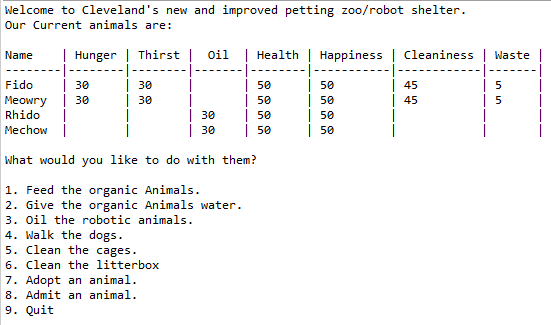 Welcome to Cleveland's new and improved petting zoo/robot shelter.
Our Current animals are:
Name | Hunger | Thirst | Oil | Health | Happiness | Cleaniness | Waste |
--------|--------|--------|-------|--------|-----------|------------|-------|
Fido | 30 | 30 | | 50 | 50 | 45 | 5 |
Meowry | 30 | 30 | | 50 | 50 | 45 | 5 |
Rhido | | | 30 | 50 | 50 | | |
Mechow | | | 30 | 50 | 50 | | |
What would you like to do with them?
1. Feed the organic Animals.
2. Give the organic Animals water.
3. Oil the robotic animals.
4. Walk the dogs.
5. Clean the cages.
6. Clean the litterbox
7. Adopt an animal.
8. Admit an animal.
9. Quit